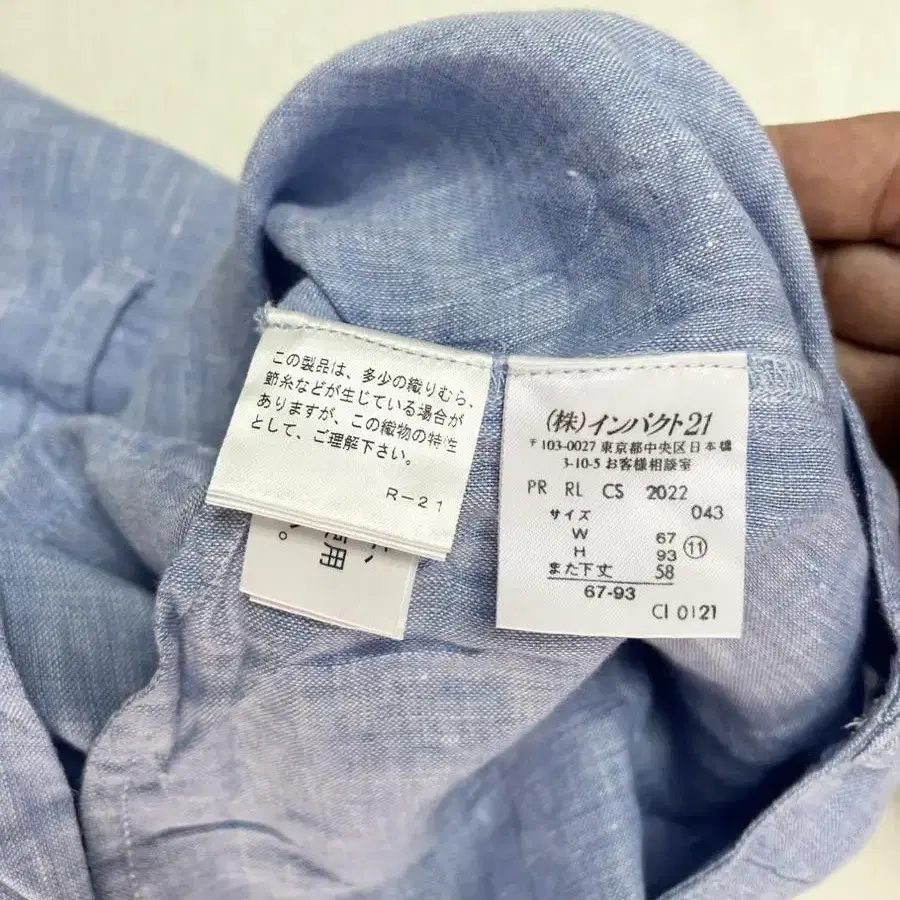 この製品は、多少の織りむら、
節糸などが生じている場合が
ありますが、この織物の特性
として、ご理解下さい。
R-21
用
。
(株)インパクト21
〒103-0027 東京都中央区日本橋
3-10-5 お客様相談室
PR RL CS 2022
サイズ 043
W 67
H 93 ⑪
また下丈 58
67-93
CI 0121